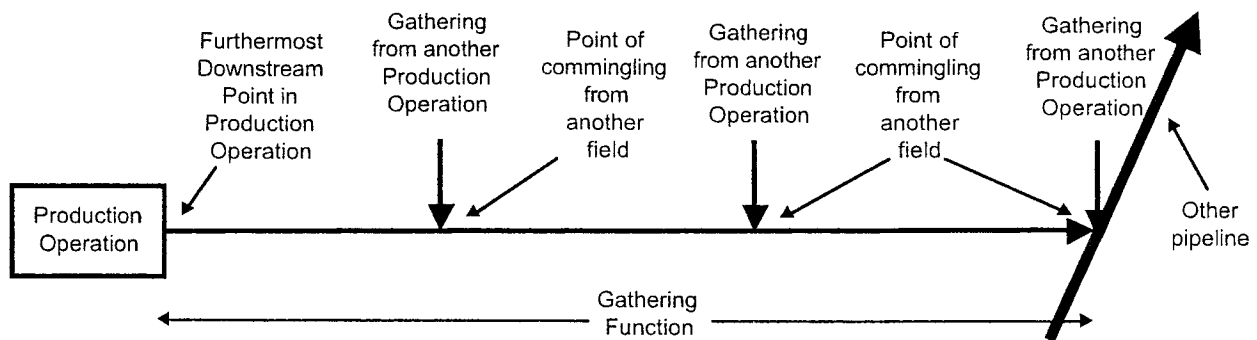 Production
Operation
Furthermost
Downstream
Point in
Production
Operation
Gathering
from another
Production
Operation
Point of
commingling
from
another
field
Gathering
from another
Production
Operation
Point of
commingling
from
another
field
Gathering
from another
Production
Operation
Other
pipeline
Gathering
Function